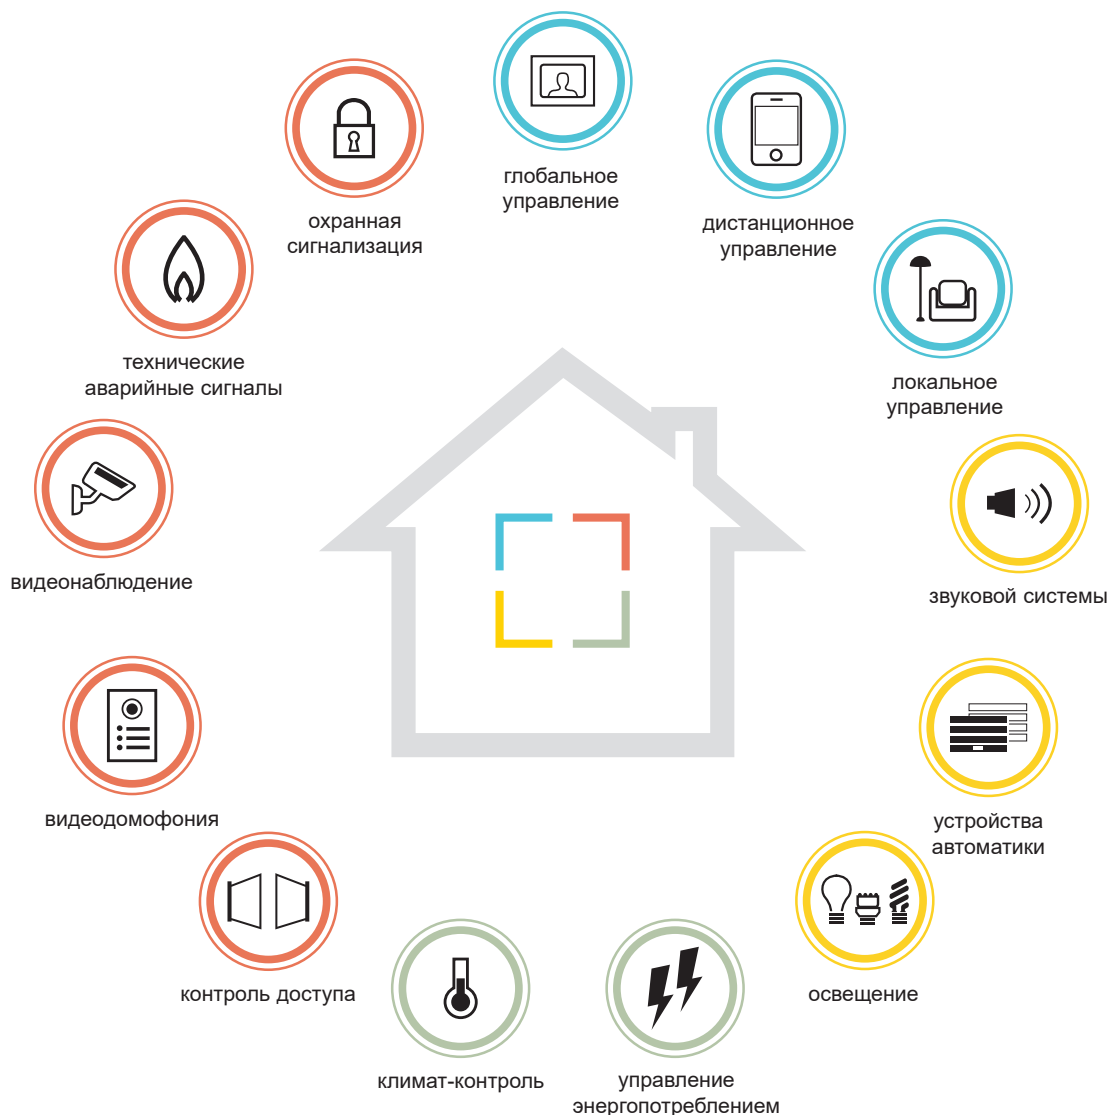 глобальное
управление
дистанционное
управление
охранная
сигнализация
технические
аварийные сигналы
локальное
управление
видеонаблюдение
звуковой системы
видеодомофония
устройства
автоматики
контроль доступа
освещение
климат-контроль
управление
энергопотреблением